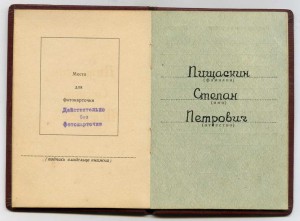 Место
для
фотокарточки
Действительно
без
фотокарточки
Пищаскин
(фамилия)
Степан
(имя)
Петрович
(отчество)